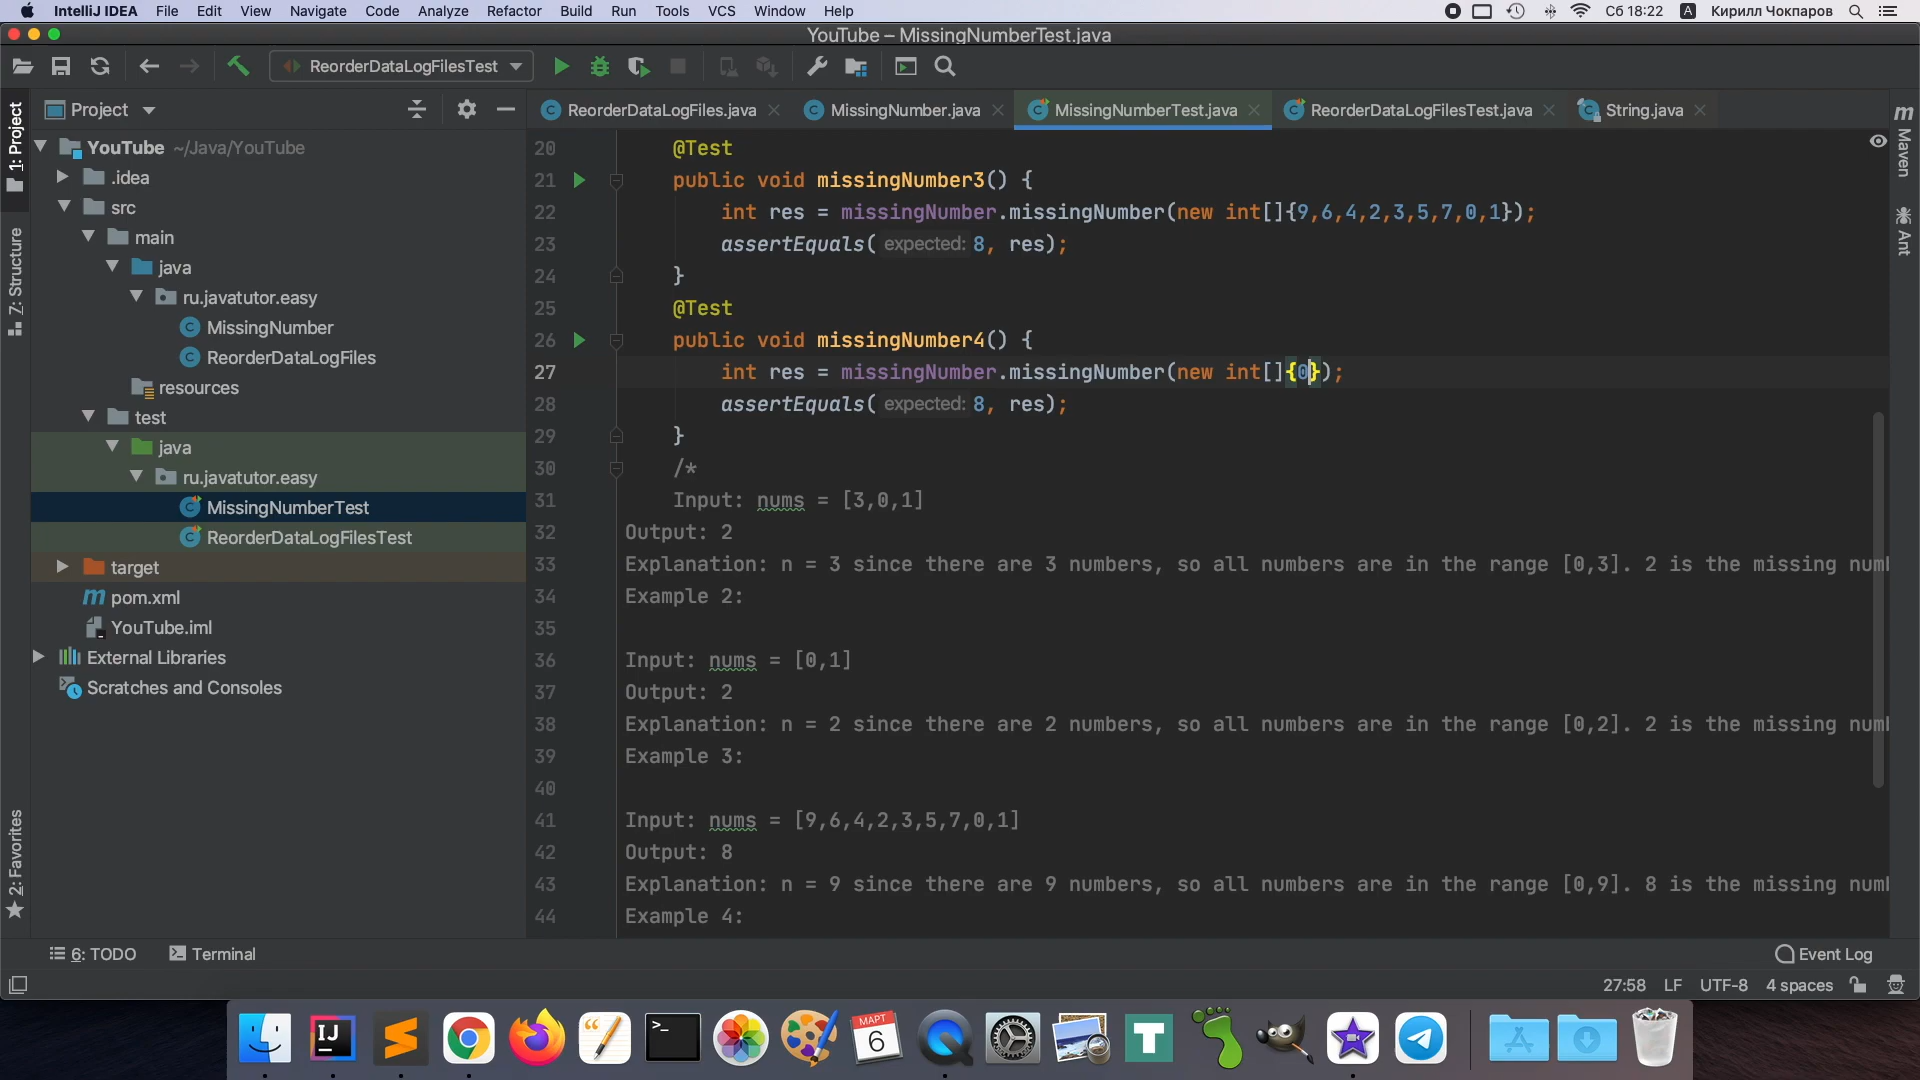 IntelliJ IDEA File Edit View Navigate Code Analyze Refactor Build Run Tools VCS Window Help Сб 18:22 A Кирилл Чокпаров
YouTube – MissingNumberTest.java
ReorderDataLogFilesTest
Project
ReorderDataLogFiles.java MissingNumber.java MissingNumberTest.java ReorderDataLogFilesTest.java String.java
1: Project
Z: Structure
2: Favorites
YouTube ~/Java/YouTube
.idea
src
main
java
ru.javatutor.easy
MissingNumber
ReorderDataLogFiles
resources
test
java
ru.javatutor.easy
MissingNumberTest
ReorderDataLogFilesTest
target
pom.xml
YouTube.iml
External Libraries
Scratches and Consoles
20 @Test
21 public void missingNumber3() {
22 int res = missingNumber.missingNumber(new int[]{9,6,4,2,3,5,7,0,1});
23 assertEquals( expected: 8, res);
24 }
25 @Test
26 public void missingNumber4() {
27 int res = missingNumber.missingNumber(new int[]{0});
28 assertEquals( expected: 8, res);
29 }
30 /*
31 Input: nums = [3,0,1]
32 Output: 2
33 Explanation: n = 3 since there are 3 numbers, so all numbers are in the range [0,3]. 2 is the missing num
34 Example 2:
35
36 Input: nums = [0,1]
37 Output: 2
38 Explanation: n = 2 since there are 2 numbers, so all numbers are in the range [0,2]. 2 is the missing num
39 Example 3:
40
41 Input: nums = [9,6,4,2,3,5,7,0,1]
42 Output: 8
43 Explanation: n = 9 since there are 9 numbers, so all numbers are in the range [0,9]. 8 is the missing num
44 Example 4:
m Maven
Ant
6: TODO Terminal Event Log
27:58 LF UTF-8 4 spaces
IJ
МАРТ
6
T